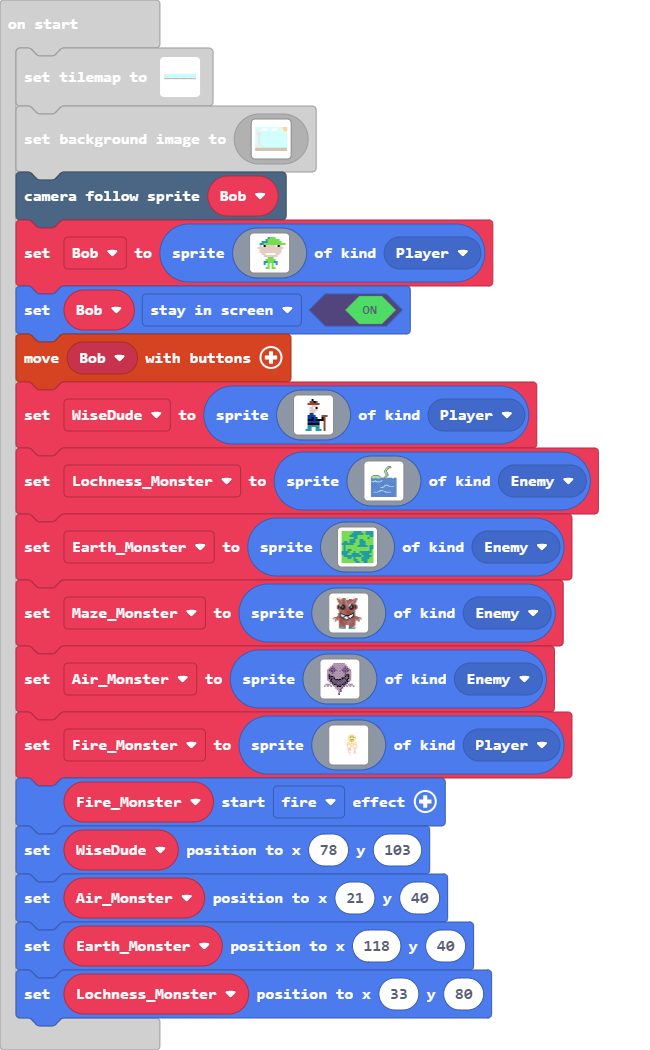 on start
set tilemap to
set background image to
camera follow sprite Bob
set Bob to sprite of kind Player
set Bob stay in screen ON
move Bob with buttons
set WiseDude to sprite of kind Player
set Lochness_Monster to sprite of kind Enemy
set Earth_Monster to sprite of kind Enemy
set Maze_Monster to sprite of kind Enemy
set Air_Monster to sprite of kind Enemy
set Fire_Monster to sprite of kind Player
Fire_Monster start fire effect
set WiseDude position to x 78 y 103
set Air_Monster position to x 21 y 40
set Earth_Monster position to x 118 y 40
set Lochness_Monster position to x 33 y 80